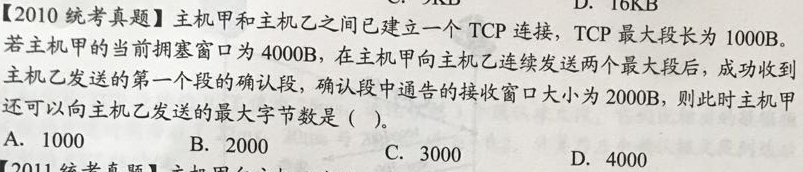 D. 16KB
【2010 统考真题】主机甲和主机乙之间已建立一个 TCP 连接，TCP 最大段长为 1000B。
若主机甲的当前拥塞窗口为 4000B，在主机甲向主机乙连续发送两个最大段后，成功收到
主机乙发送的第一个段的确认段，确认段中通告的接收窗口大小为 2000B，则此时主机甲
还可以向主机乙发送的最大字节数是（ ）。
A. 1000 B. 2000 C. 3000 D. 4000
【2011 统考真题】主机甲